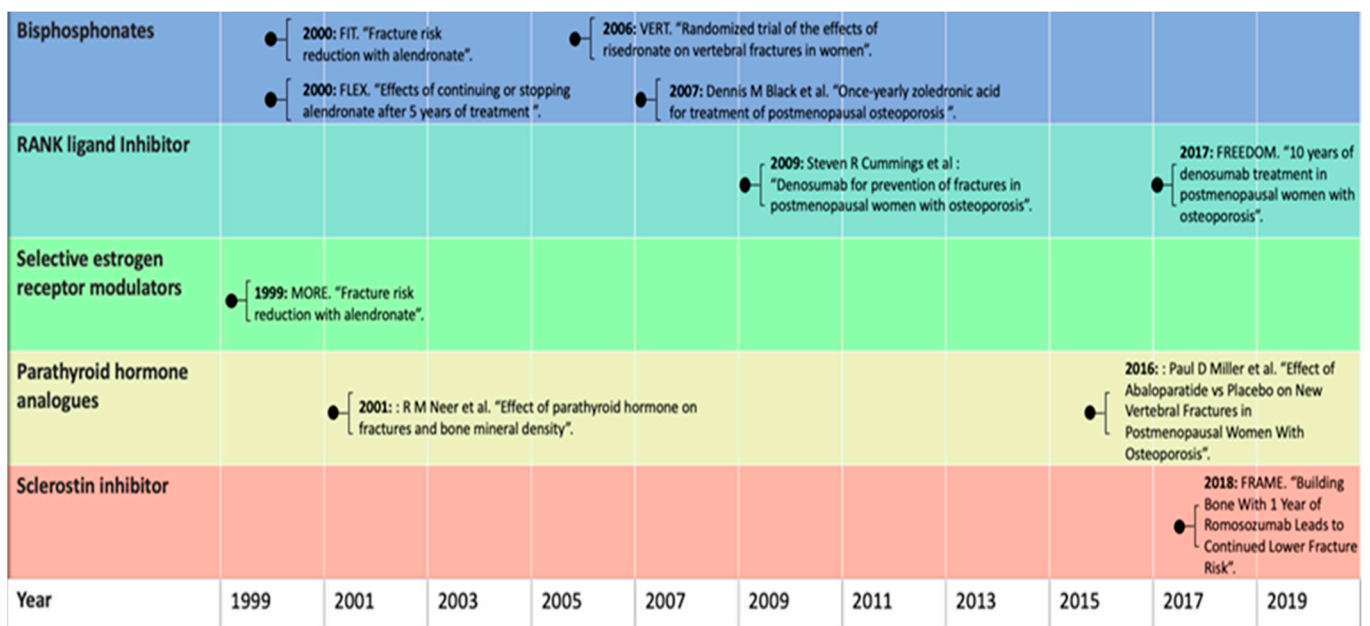 Bisphosphonates
2000: FIT. “Fracture risk
reduction with alendronate”.
2006: VERT. “Randomized trial of the effects of
risedronate on vertebral fractures in women”.
2000: FLEX. “Effects of continuing or stopping
alendronate after 5 years of treatment ”.
2007: Dennis M Black et al. “Once-yearly zoledronic acid
for treatment of postmenopausal osteoporosis ”.
RANK ligand Inhibitor
2009: Steven R Cummings et al :
“Denosumab for prevention of fractures in
postmenopausal women with osteoporosis”.
2017: FREEDOM. “10 years of
denosumab treatment in
postmenopausal women with
osteoporosis”.
Selective estrogen
receptor modulators
1999: MORE. “Fracture risk
reduction with alendronate”.
Parathyroid hormone
analogues
2001: : R M Neer et al. “Effect of parathyroid hormone on
fractures and bone mineral density”.
2016: : Paul D Miller et al. “Effect of
Abaloparatide vs Placebo on New
Vertebral Fractures in
Postmenopausal Women With
Osteoporosis”.
Sclerostin inhibitor
2018: FRAME. “Building
Bone With 1 Year of
Romosozumab Leads to
Continued Lower Fracture
Risk”.
Year 1999 2001 2003 2005 2007 2009 2011 2013 2015 2017 2019